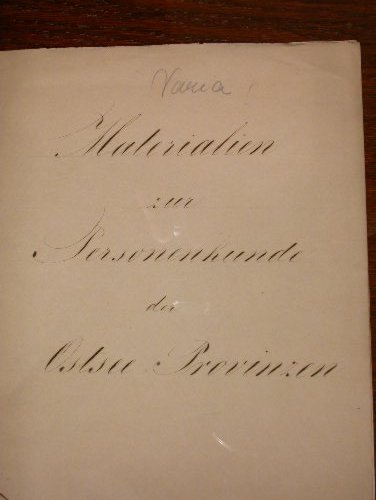 Varia
Materialien
zur
Personenkunde
der
Ostsee Provinzen